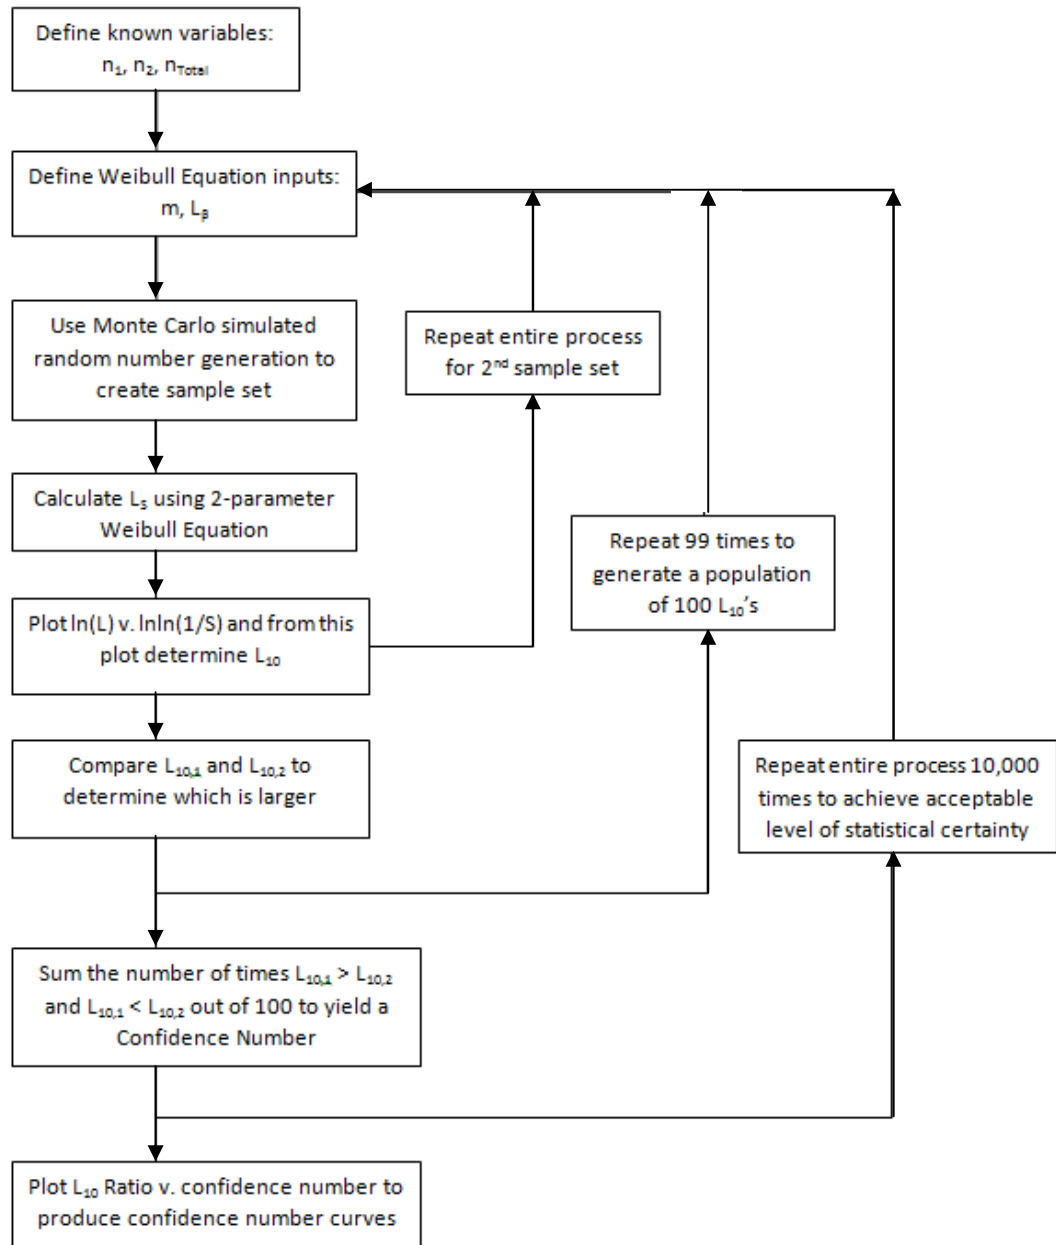 Define known variables:
n₁, n₂, n_Total
Define Weibull Equation inputs:
m, L_β
Use Monte Carlo simulated
random number generation to
create sample set
Repeat entire process
for 2ⁿᵈ sample set
Calculate L_S using 2-parameter
Weibull Equation
Repeat 99 times to
generate a population
of 100 L₁₀'s
Plot ln(L) v. lnln(1/S) and from this
plot determine L₁₀
Compare L₁₀,₁ and L₁₀,₂ to
determine which is larger
Repeat entire process 10,000
times to achieve acceptable
level of statistical certainty
Sum the number of times L₁₀,₁ > L₁₀,₂
and L₁₀,₁ < L₁₀,₂ out of 100 to yield a
Confidence Number
Plot L₁₀ Ratio v. confidence number to
produce confidence number curves